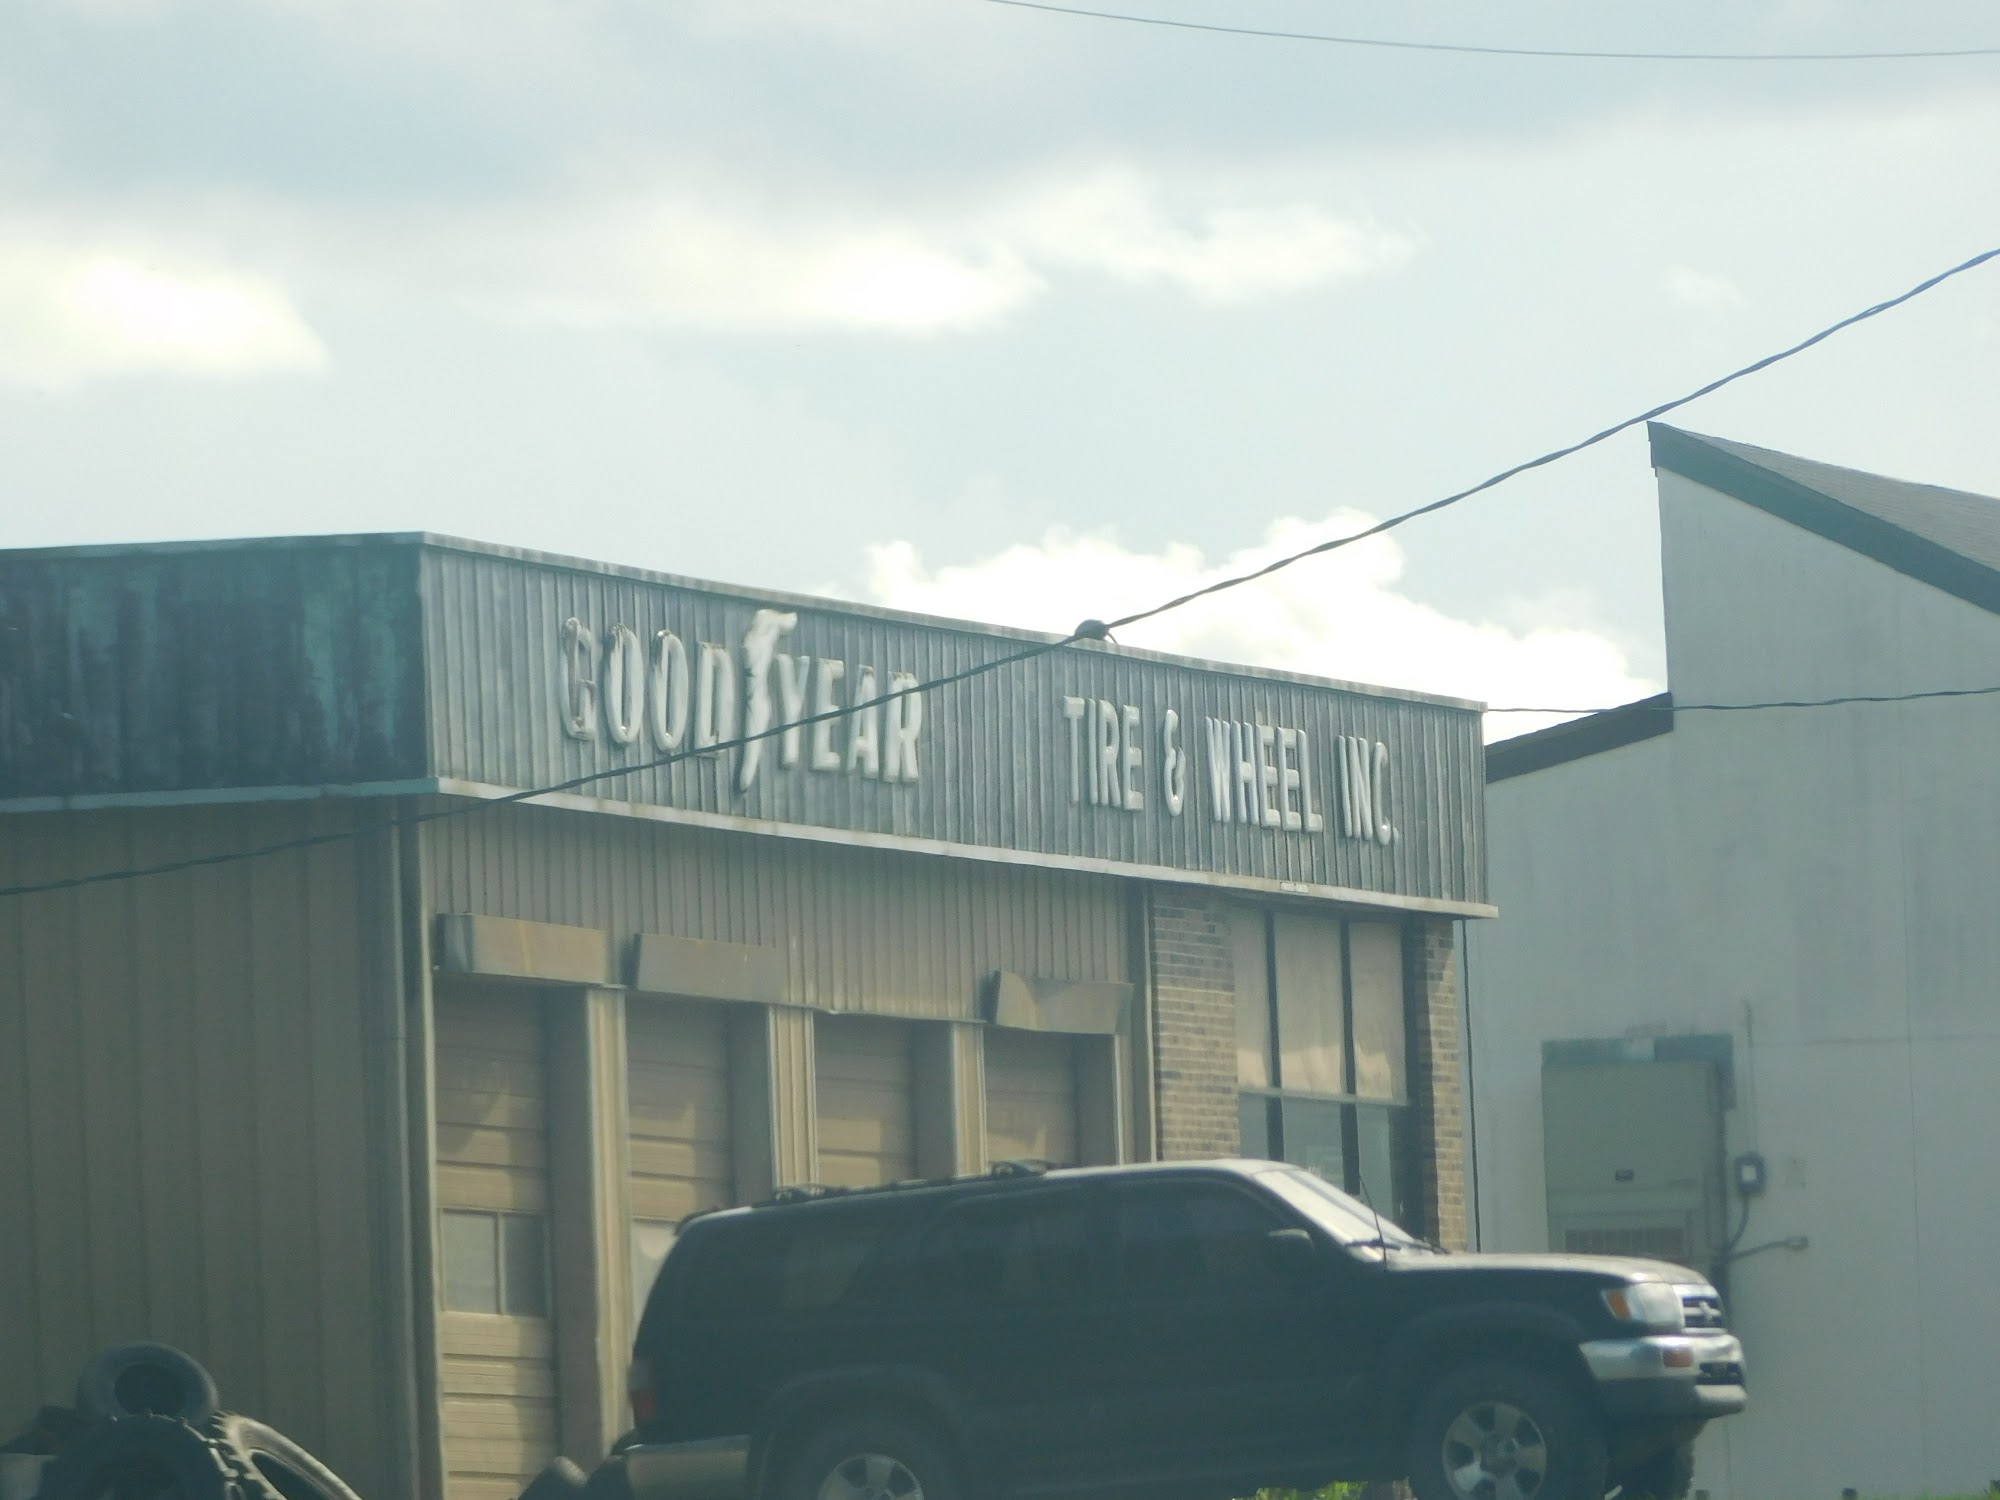 GOODYEAR TIRE & WHEEL INC.